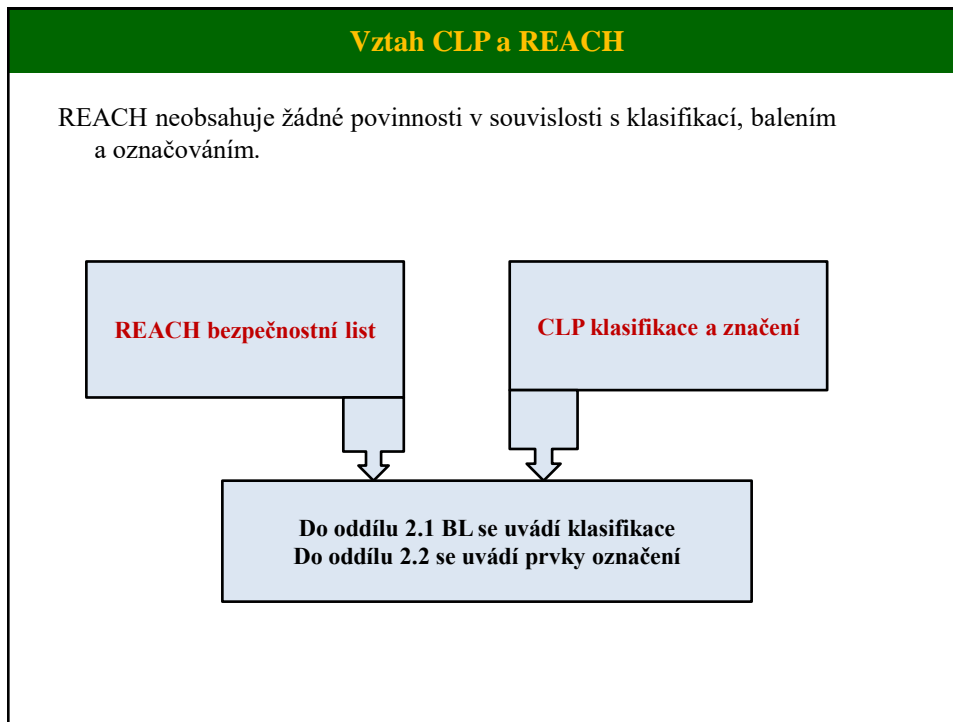 Vztah CLP a REACH
REACH neobsahuje žádné povinnosti v souvislosti s klasifikací, balením
a označováním.
REACH bezpečnostní list
CLP klasifikace a značení
Do oddílu 2.1 BL se uvádí klasifikace
Do oddílu 2.2 se uvádí prvky označení